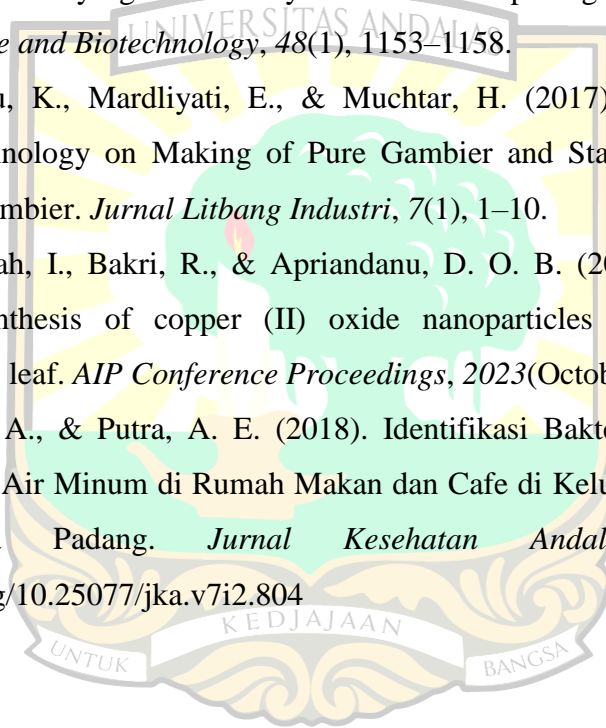 UNIVERSITAS ANDALAS
e and Biotechnology, 48(1), 1153–1158.
u, K., Mardliyati, E., & Muchtar, H. (2017)
nnology on Making of Pure Gambier and Sta
mbier. Jurnal Litbang Industri, 7(1), 1–10.
ah, I., Bakri, R., & Apriandanu, D. O. B. (20
nthesis of copper (II) oxide nanoparticles
leaf. AIP Conference Proceedings, 2023(Octob
A., & Putra, A. E. (2018). Identifikasi Bakte
Air Minum di Rumah Makan dan Cafe di Kelu
Padang. Jurnal Kesehatan Andal
g/10.25077/jka.v7i2.804
KEDJAJAAN
UNTUK
BANGSA